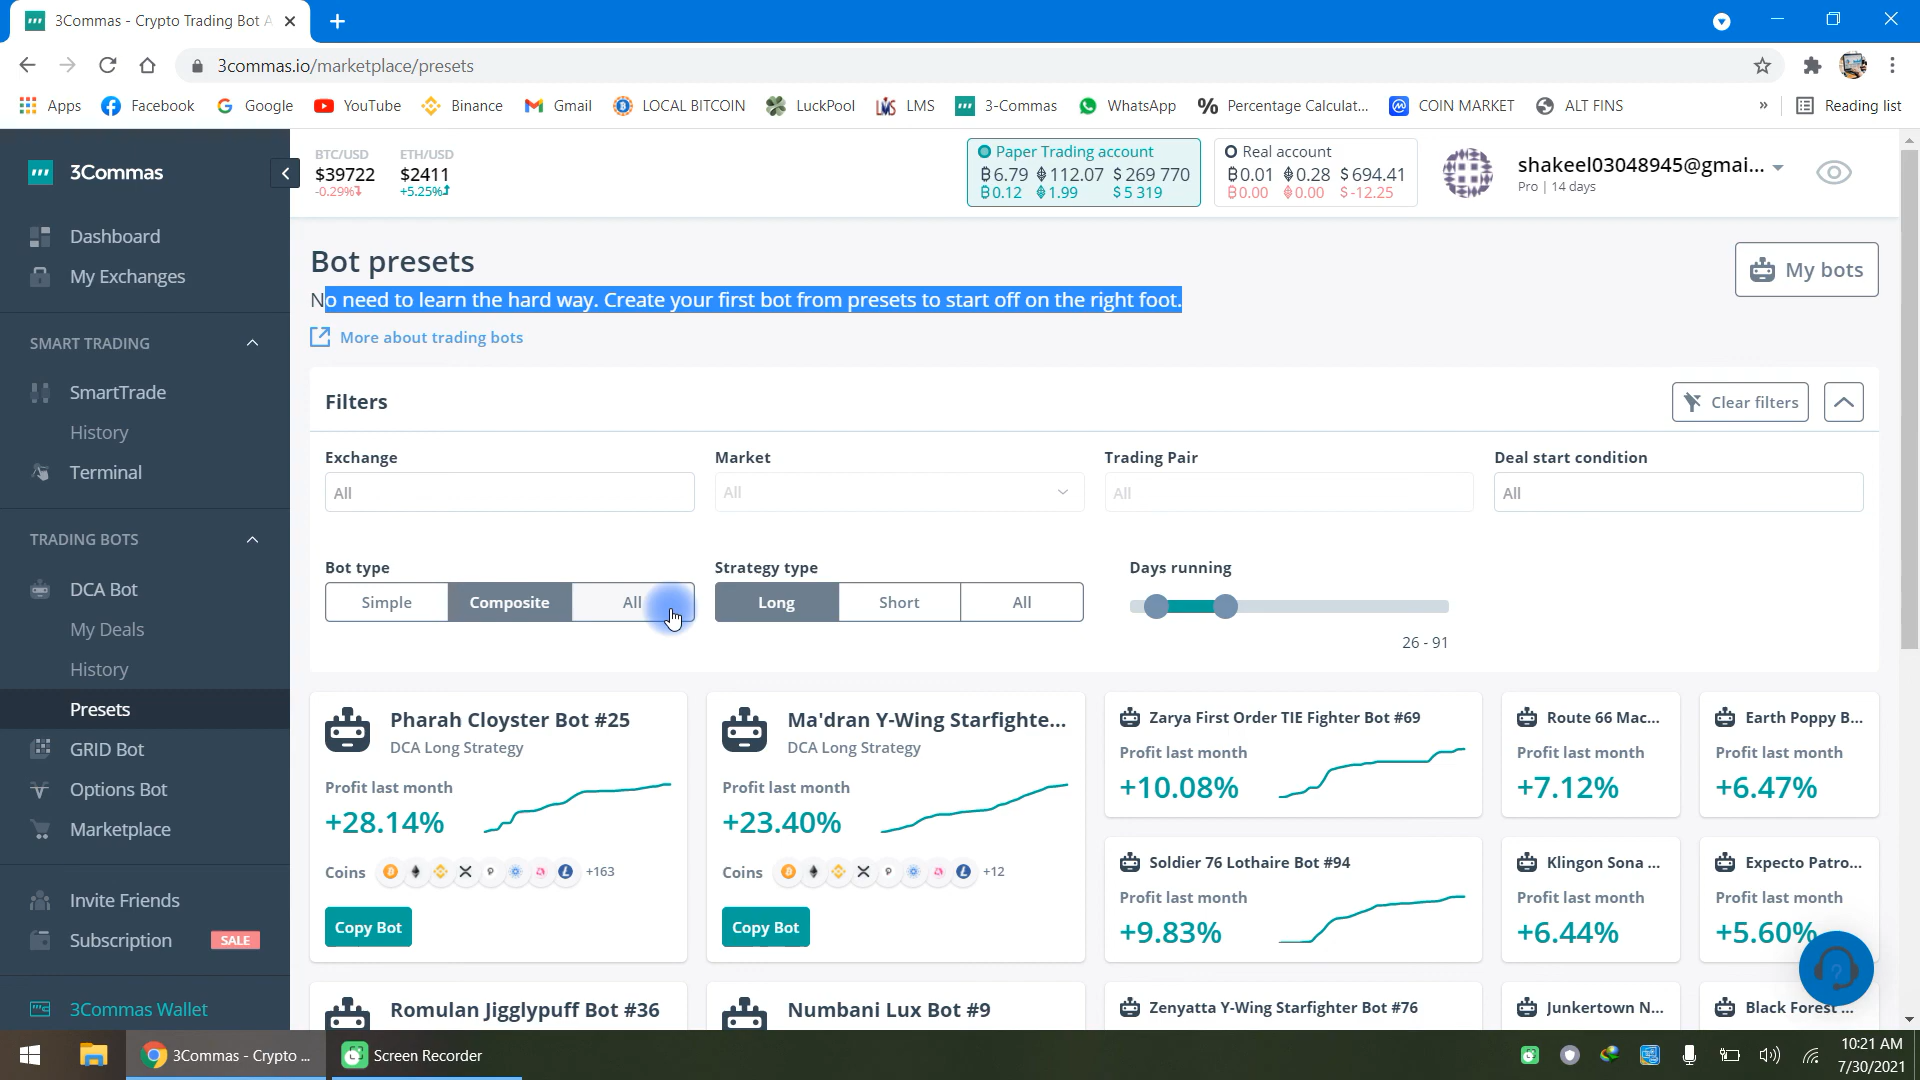 3Commas - Crypto Trading Bot A
3commas.io/marketplace/presets
Apps Facebook Google YouTube Binance Gmail LOCAL BITCOIN LuckPool LMS 3-Commas WhatsApp Percentage Calculat... COIN MARKET ALT FINS » Reading list
3Commas
BTC/USD ETH/USD
$39722 $2411
-0.29% +5.25%
Paper Trading account
₿6.79 112.07 $269 770
₿0.12 1.99 $5 319
Real account
₿0.01 0.28 $694.41
₿0.00 0.00 $-12.25
shakeel03048945@gmai...
Pro | 14 days
Dashboard
My Exchanges
SMART TRADING
SmartTrade
History
Terminal
TRADING BOTS
DCA Bot
My Deals
History
Presets
GRID Bot
Options Bot
Marketplace
Invite Friends
Subscription SALE
3Commas Wallet
Bot presets
No need to learn the hard way. Create your first bot from presets to start off on the right foot.
More about trading bots
My bots
Filters
Clear filters
Exchange Market Trading Pair Deal start condition
All All All All
Bot type Strategy type Days running
Simple Composite All Long Short All
26 - 91
Pharah Cloyster Bot #25
DCA Long Strategy
Profit last month
+28.14%
Coins +163
Copy Bot
Ma'dran Y-Wing Starfighte...
DCA Long Strategy
Profit last month
+23.40%
Coins +12
Copy Bot
Zarya First Order TIE Fighter Bot #69
Profit last month
+10.08%
Route 66 Mac...
Profit last month
+7.12%
Earth Poppy B...
Profit last month
+6.47%
Soldier 76 Lothaire Bot #94
Profit last month
+9.83%
Klingon Sona ...
Profit last month
+6.44%
Expecto Patro...
Profit last month
+5.60%
Romulan Jigglypuff Bot #36
Numbani Lux Bot #9
Zenyatta Y-Wing Starfighter Bot #76
Junkertown N...
Black Forest ...
3Commas - Crypto ...
Screen Recorder
10:21 AM
7/30/2021